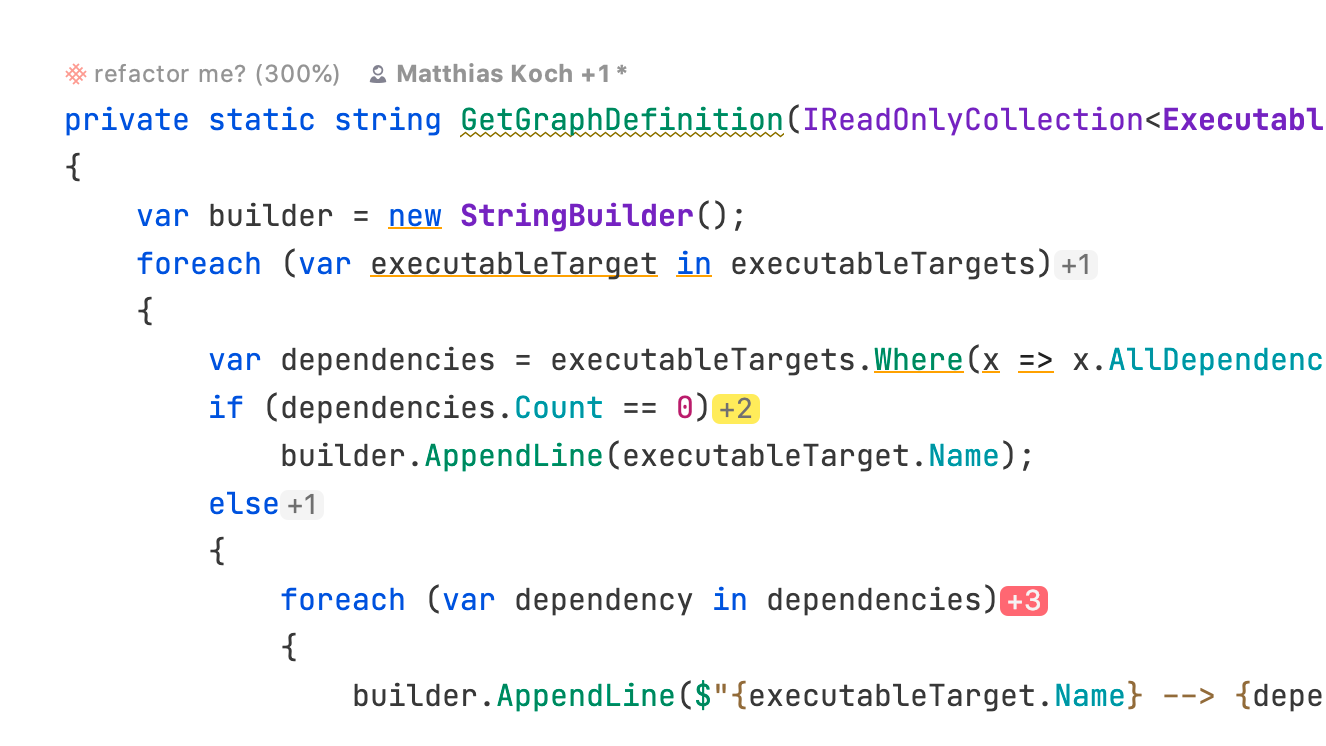 refactor me? (300%) Matthias Koch +1 *
private static string GetGraphDefinition(IReadOnlyCollection<Executabl
{
    var builder = new StringBuilder();
    foreach (var executableTarget in executableTargets) +1
    {
        var dependencies = executableTargets.Where(x => x.AllDependenc
        if (dependencies.Count == 0) +2
            builder.AppendLine(executableTarget.Name);
        else +1
        {
            foreach (var dependency in dependencies) +3
            {
                builder.AppendLine($"{executableTarget.Name} --> {depe